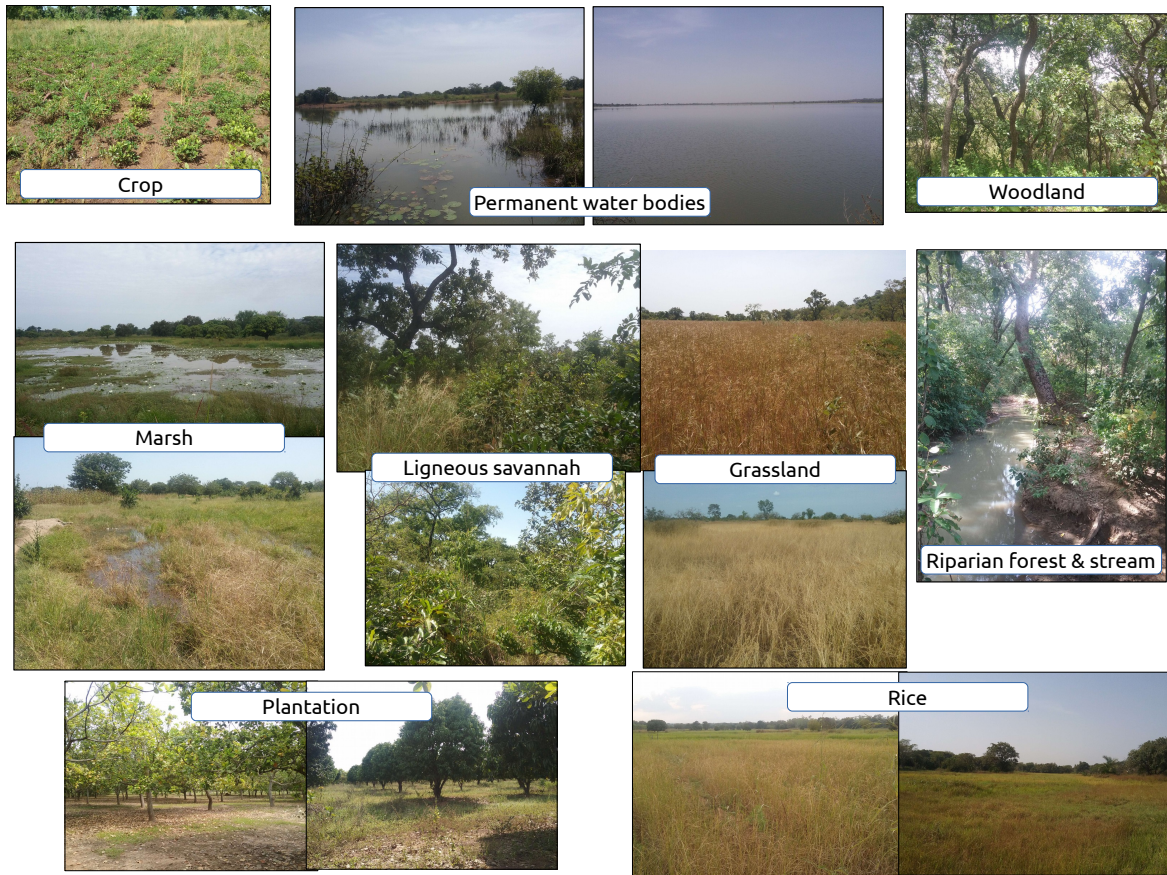 Crop
Permanent water bodies
Woodland
Marsh
Ligneous savannah
Grassland
Riparian forest & stream
Plantation
Rice